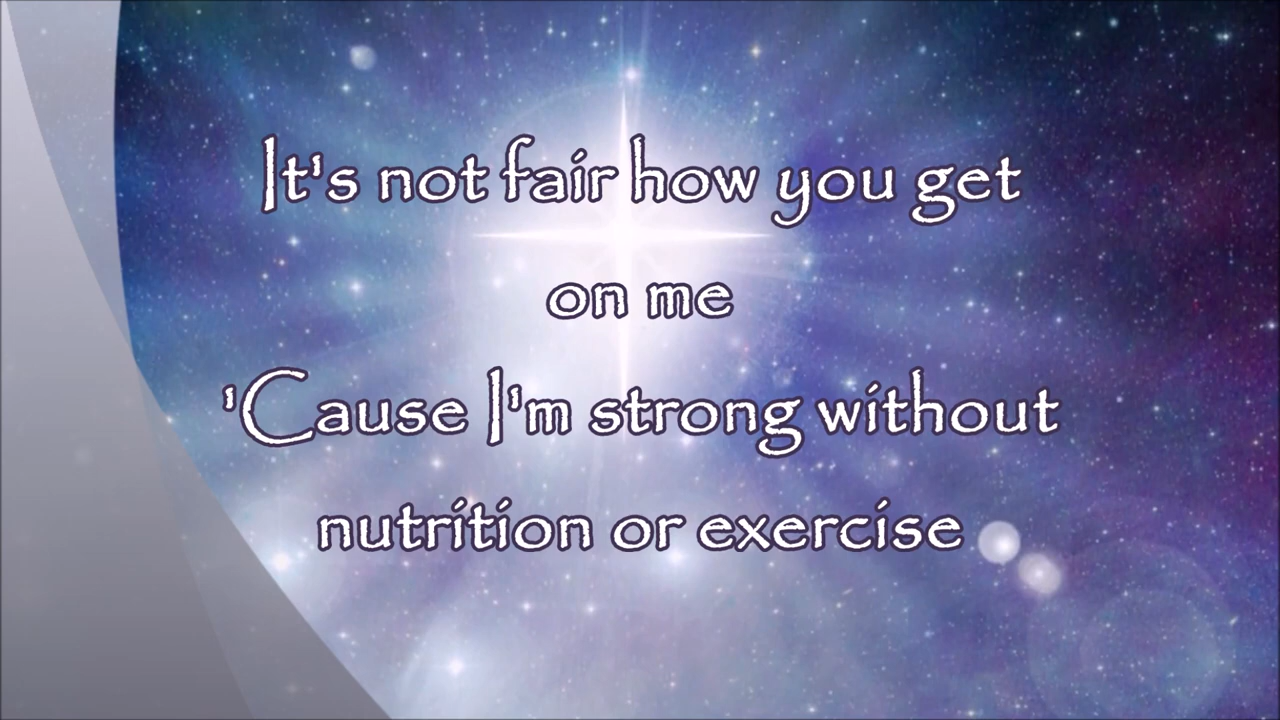 It's not fair how you get
on me
'Cause I'm strong without
nutrition or exercise